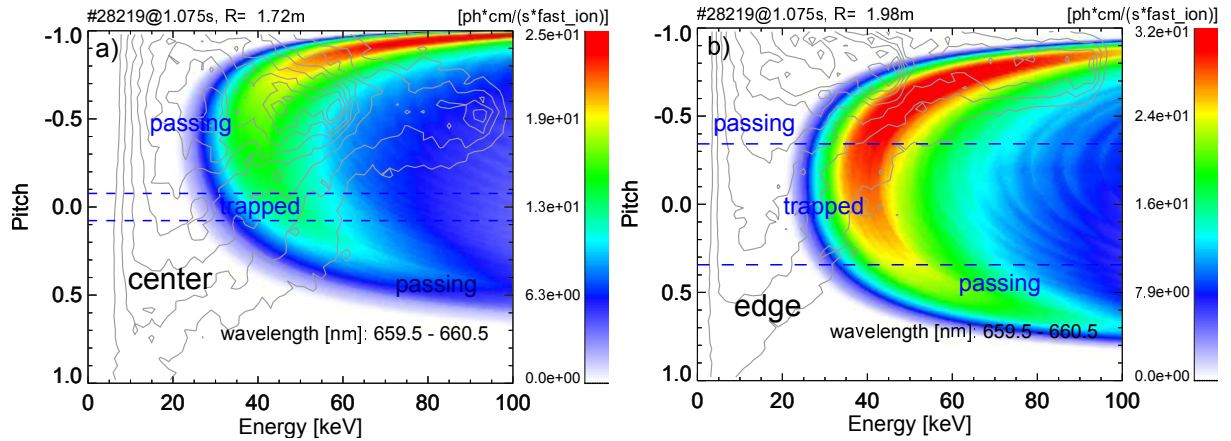 #28219@1.075s, R= 1.72m [ph*cm/(s*fast_ion)]
a)
-1.0
-0.5
0.0
0.5
1.0
Pitch
passing
trapped
passing
center
wavelength [nm]: 659.5 - 660.5
0 20 40 60 80 100
Energy [keV]
2.5e+01
1.9e+01
1.3e+01
6.3e+00
0.0e+00
#28219@1.075s, R= 1.98m [ph*cm/(s*fast_ion)]
b)
-1.0
-0.5
0.0
0.5
1.0
Pitch
passing
trapped
passing
edge
wavelength [nm]: 659.5 - 660.5
0 20 40 60 80 100
Energy [keV]
3.2e+01
2.4e+01
1.6e+01
7.9e+00
0.0e+00